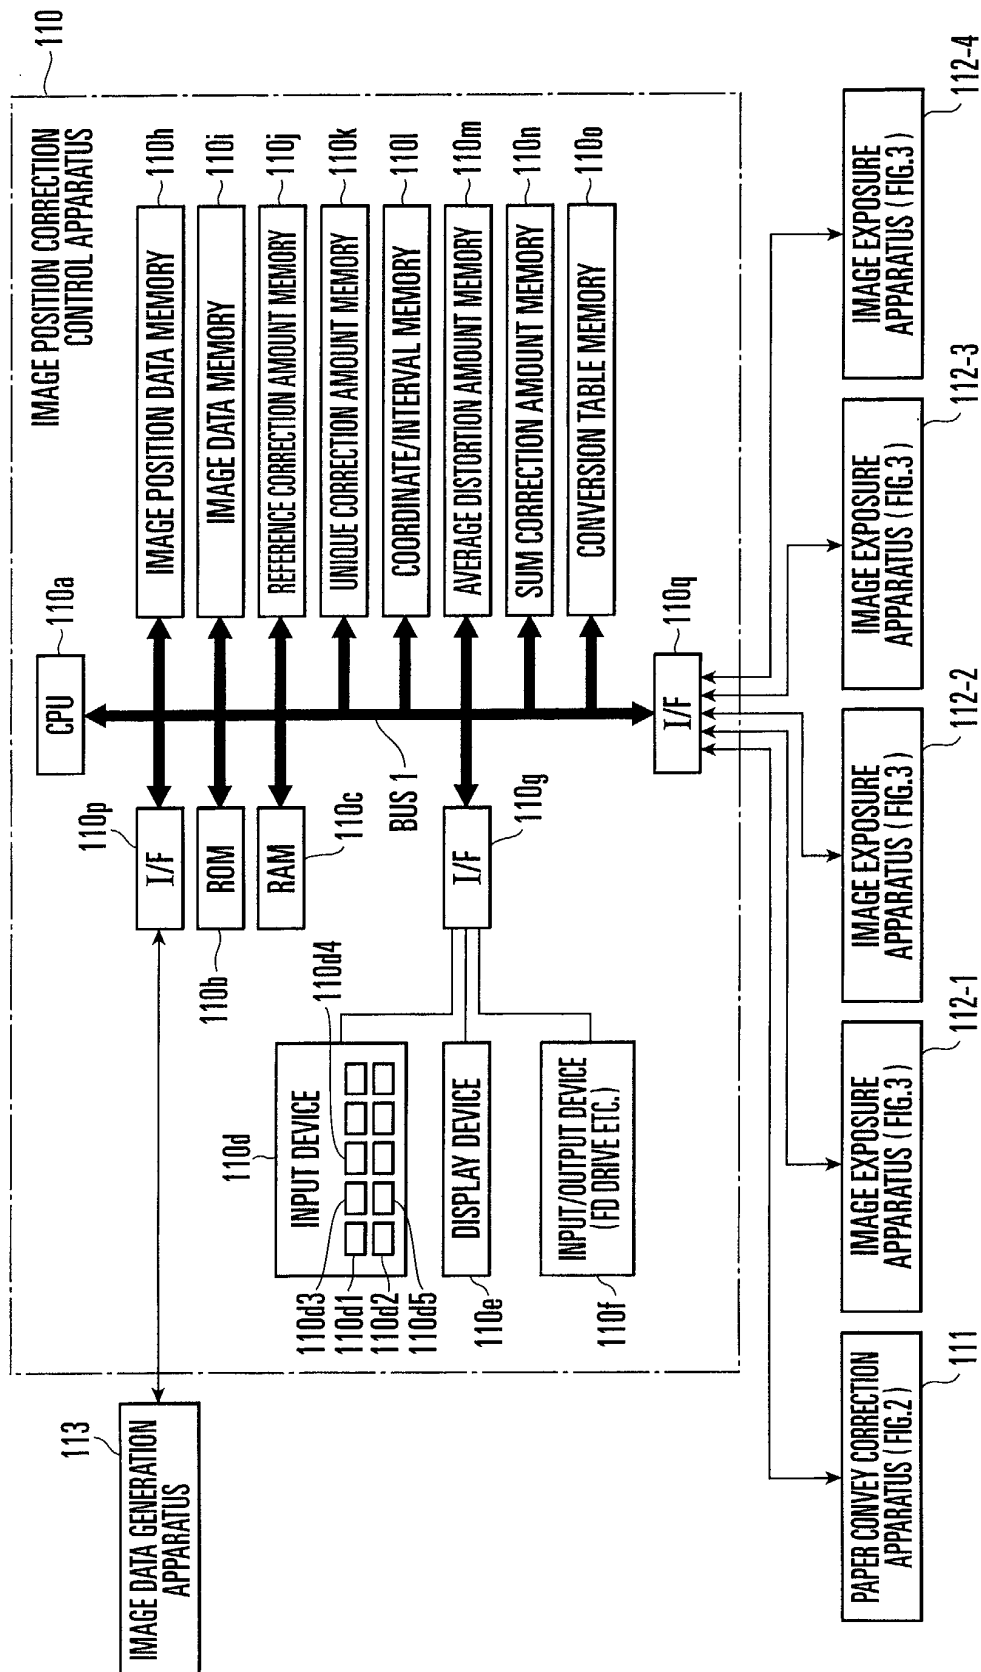 IMAGE POSITION CORRECTION
CONTROL APPARATUS
110
113
IMAGE DATA GENERATION
APPARATUS
CPU
110a
110p
I/F
ROM
110b
RAM
110c
BUS 1
I/F
110g
110d
INPUT DEVICE
110d4
110d3
110d1
110d2
110d5
DISPLAY DEVICE
110e
INPUT/OUTPUT DEVICE
(FD DRIVE ETC.)
110f
IMAGE POSITION DATA MEMORY
110h
IMAGE DATA MEMORY
110i
REFERENCE CORRECTION AMOUNT MEMORY
110j
UNIQUE CORRECTION AMOUNT MEMORY
110k
COORDINATE/INTERVAL MEMORY
110l
AVERAGE DISTORTION AMOUNT MEMORY
110m
SUM CORRECTION AMOUNT MEMORY
110n
CONVERSION TABLE MEMORY
110o
I/F
110q
PAPER CONVEY CORRECTION
APPARATUS (FIG.2)
111
IMAGE EXPOSURE
APPARATUS (FIG.3)
112-1
IMAGE EXPOSURE
APPARATUS (FIG.3)
112-2
IMAGE EXPOSURE
APPARATUS (FIG.3)
112-3
IMAGE EXPOSURE
APPARATUS (FIG.3)
112-4